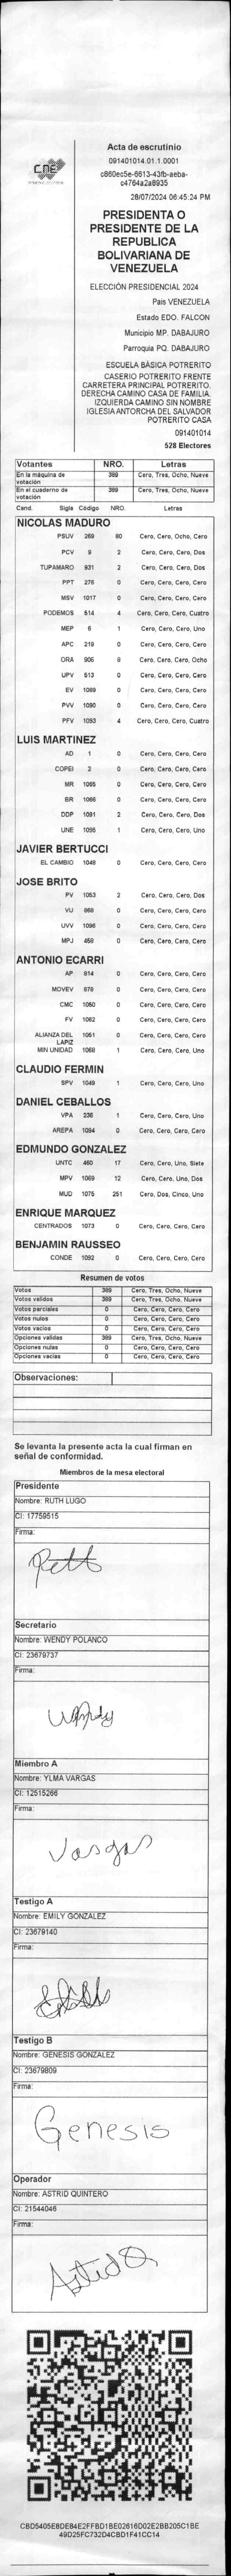 CNE
Acta de escrutinio
091401014.01.1.0001
c860ec5e-6613-43fb-aeba-
c4764a2a8935
28/07/2024 06:45:24 PM
PRESIDENTA O
PRESIDENTE DE LA
REPUBLICA
BOLIVARIANA DE
VENEZUELA
ELECCIÓN PRESIDENCIAL 2024
Pais VENEZUELA
Estado EDO. FALCON
Municipio MP. DABAJURO
Parroquia PQ. DABAJURO
ESCUELA BÁSICA POTRERITO
CASERIO POTRERITO FRENTE
CARRETERA PRINCIPAL POTRERITO.
DERECHA CAMINO CASA DE FAMILIA.
IZQUIERDA CAMINO SIN NOMBRE
IGLESIA ANTORCHA DEL SALVADOR
POTRERITO CASA
091401014
528 Electores
Votantes NRO. Letras
En la maquina de votación 389 Cero, Tres, Ocho, Nueve
En el cuaderno de votación 389 Cero, Tres, Ocho, Nueve
Cand. Sigla Código NRO. Letras
NICOLAS MADURO
PSUV 269 80 Cero, Cero, Ocho, Cero
PCV 9 2 Cero, Cero, Cero, Dos
TUPAMARO 931 2 Cero, Cero, Cero, Dos
PPT 276 0 Cero, Cero, Cero, Cero
MSV 1017 0 Cero, Cero, Cero, Cero
PODEMOS 514 4 Cero, Cero, Cero, Cuatro
MEP 6 1 Cero, Cero, Cero, Uno
APC 219 0 Cero, Cero, Cero, Cero
ORA 906 8 Cero, Cero, Cero, Ocho
UPV 513 0 Cero, Cero, Cero, Cero
EV 1089 0 Cero, Cero, Cero, Cero
PVV 1090 0 Cero, Cero, Cero, Cero
PFV 1093 4 Cero, Cero, Cero, Cuatro
LUIS MARTINEZ
AD 1 0 Cero, Cero, Cero, Cero
COPEI 2 0 Cero, Cero, Cero, Cero
MR 1065 0 Cero, Cero, Cero, Cero
BR 1066 0 Cero, Cero, Cero, Cero
DDP 1091 2 Cero, Cero, Cero, Dos
UNE 1095 1 Cero, Cero, Cero, Uno
JAVIER BERTUCCI
EL CAMBIO 1048 0 Cero, Cero, Cero, Cero
JOSE BRITO
PV 1053 2 Cero, Cero, Cero, Dos
VU 868 0 Cero, Cero, Cero, Cero
UVV 1096 0 Cero, Cero, Cero, Cero
MPJ 459 0 Cero, Cero, Cero, Cero
ANTONIO ECARRI
AP 814 0 Cero, Cero, Cero, Cero
MOVEV 879 0 Cero, Cero, Cero, Cero
CMC 1050 0 Cero, Cero, Cero, Cero
FV 1082 0 Cero, Cero, Cero, Cero
ALIANZA DEL LAPIZ 1051 0 Cero, Cero, Cero, Cero
MIN UNIDAD 1068 1 Cero, Cero, Cero, Uno
CLAUDIO FERMIN
SPV 1049 1 Cero, Cero, Cero, Uno
DANIEL CEBALLOS
VPA 236 1 Cero, Cero, Cero, Uno
AREPA 1094 0 Cero, Cero, Cero, Cero
EDMUNDO GONZALEZ
UNTC 460 17 Cero, Cero, Uno, Siete
MPV 1069 12 Cero, Cero, Uno, Dos
MUD 1075 251 Cero, Dos, Cinco, Uno
ENRIQUE MARQUEZ
CENTRADOS 1073 0 Cero, Cero, Cero, Cero
BENJAMIN RAUSSEO
CONDE 1092 0 Cero, Cero, Cero, Cero
Resumen de votos
Votos 389 Cero, Tres, Ocho, Nueve
Votos validos 389 Cero, Tres, Ocho, Nueve
Votos parciales 0 Cero, Cero, Cero, Cero
Votos nulos 0 Cero, Cero, Cero, Cero
Votos vacios 0 Cero, Cero, Cero, Cero
Opciones validas 389 Cero, Tres, Ocho, Nueve
Opciones nulas 0 Cero, Cero, Cero, Cero
Opciones vacias 0 Cero, Cero, Cero, Cero
Observaciones:
Se levanta la presente acta la cual firman en
señal de conformidad.
Miembros de la mesa electoral
Presidente
Nombre: RUTH LUGO
CI: 17759515
Firma:
Secretario
Nombre: WENDY POLANCO
CI: 23679737
Firma:
Wendy
Miembro A
Nombre: YLMA VARGAS
CI: 12515266
Firma:
Vargas
Testigo A
Nombre: EMILY GONZALEZ
CI: 23679140
Firma:
Testigo B
Nombre: GENESIS GONZALEZ
CI: 23679809
Firma:
Genesis
Operador
Nombre: ASTRID QUINTERO
CI: 21544046
Firma:
Astrid Q
CBD5405E8DE84E2FFBD1BE02616D02E2BB205C1BE
49D25FC732D4CBD1F41CC14